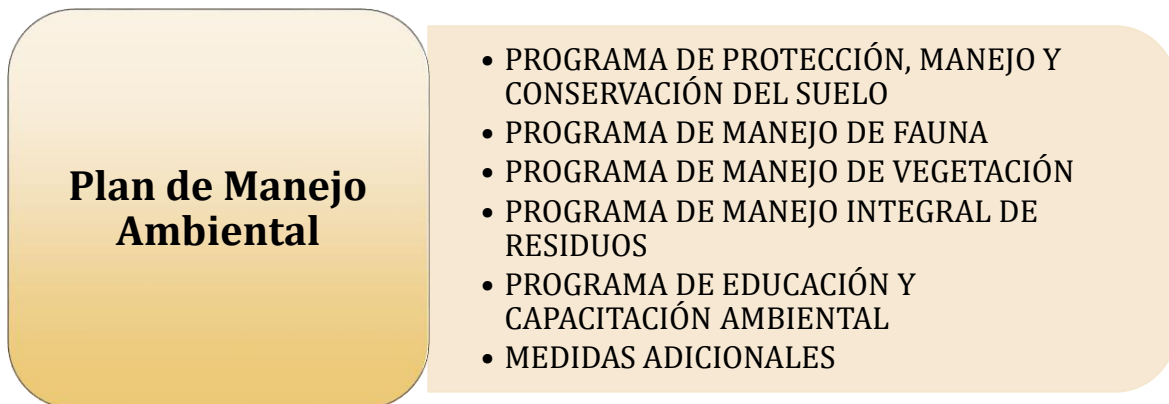 Plan de Manejo
Ambiental
• PROGRAMA DE PROTECCIÓN, MANEJO Y
CONSERVACIÓN DEL SUELO
• PROGRAMA DE MANEJO DE FAUNA
• PROGRAMA DE MANEJO DE VEGETACIÓN
• PROGRAMA DE MANEJO INTEGRAL DE
RESIDUOS
• PROGRAMA DE EDUCACIÓN Y
CAPACITACIÓN AMBIENTAL
• MEDIDAS ADICIONALES